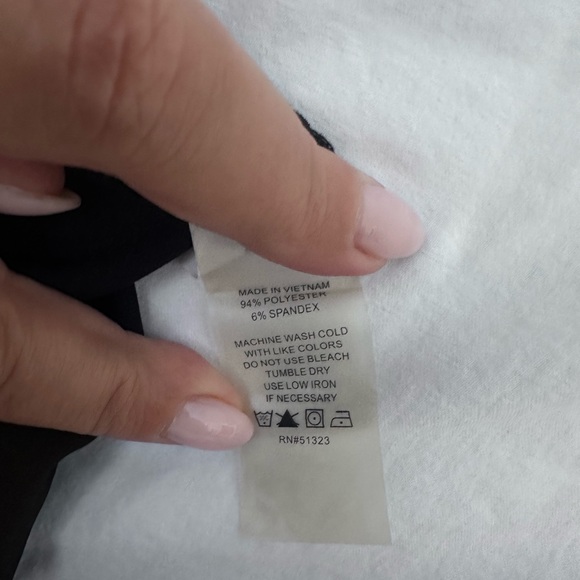 MADE IN VIETNAM
94% POLYESTER
6% SPANDEX
MACHINE WASH COLD
WITH LIKE COLORS
DO NOT USE BLEACH
TUMBLE DRY
USE LOW IRON
IF NECESSARY
RN#51323